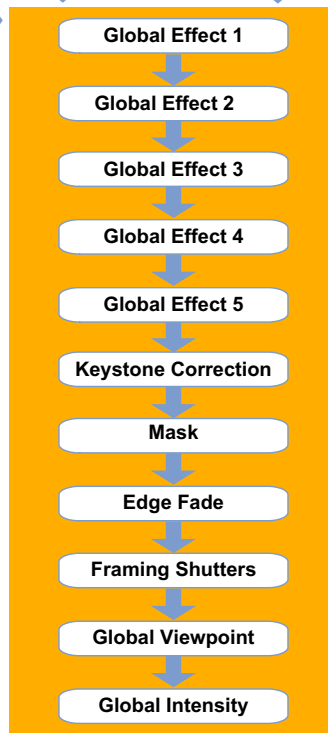 Global Effect 1
Global Effect 2
Global Effect 3
Global Effect 4
Global Effect 5
Keystone Correction
Mask
Edge Fade
Framing Shutters
Global Viewpoint
Global Intensity